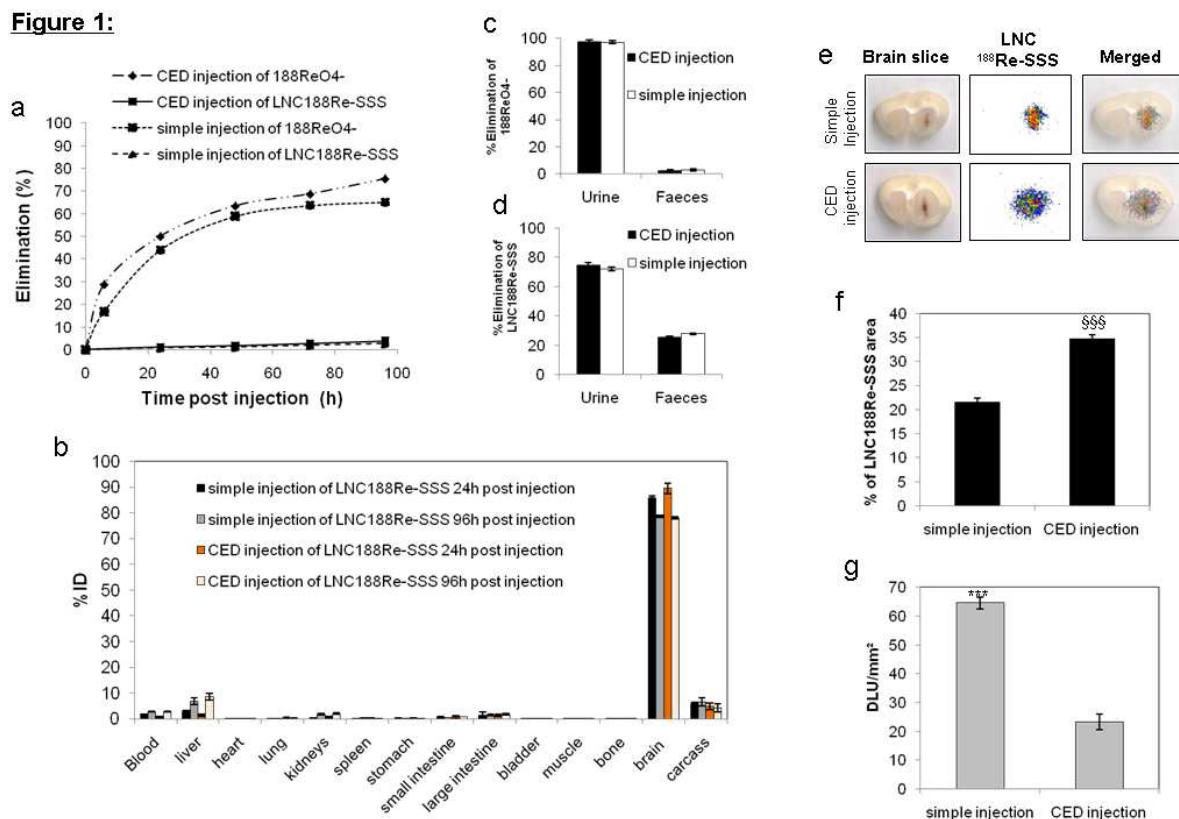 Figure 1:
a
CED injection of 188ReO4-
CED injection of LNC188Re-SSS
simple injection of 188ReO4-
simple injection of LNC188Re-SSS
Elimination (%)
100
90
80
70
60
50
40
30
20
10
0
0 20 40 60 80 100
Time post injection (h)
c
% Elimination of
188ReO4-
100
80
60
40
20
0
CED injection
simple injection
Urine Faeces
d
% Elimination of
LNC188Re-SSS
100
80
60
40
20
0
CED injection
simple injection
Urine Faeces
e
Brain slice
LNC
188Re-SSS
Merged
Simple
Injection
CED
injection
b
% ID
100
90
80
70
60
50
40
30
20
10
0
simple injection of LNC188Re-SSS 24h post injection
simple injection of LNC188Re-SSS 96h post injection
CED injection of LNC188Re-SSS 24h post injection
CED injection of LNC188Re-SSS 96h post injection
Blood
liver
heart
lung
kidneys
spleen
stomach
small intestine
large intestine
bladder
muscle
bone
brain
carcass
f
% of LNC188Re-SSS area
40
35
30
25
20
15
10
5
0
§§§
simple injection CED injection
g
DLU/mm²
70
60
50
40
30
20
10
0
***
simple injection CED injection